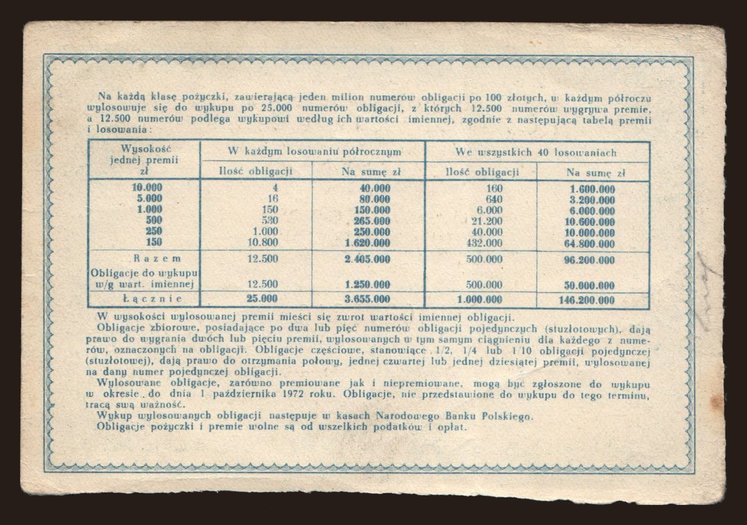 Na każdą klasę pożyczki, zawierającą jeden milion numerów obligacji po 100 złotych, w każdym półroczu
wylosowuje się do wykupu po 25.000 numerów obligacji, z których 12.500 numerów wygrywa premie,
a 12.500 numerów podlega wykupowi według ich wartości imiennej, zgodnie z następującą tabelą premii
i losowania:
Wysokość jednej premii zł | W każdym losowaniu półrocznym | We wszystkich 40 losowaniach
Ilość obligacji | Na sumę zł | Ilość obligacji | Na sumę zł
10.000 | 4 | 40.000 | 160 | 1.600.000
5.000 | 16 | 80.000 | 640 | 3.200.000
1.000 | 150 | 150.000 | 6.000 | 6.000.000
500 | 530 | 265.000 | 21.200 | 10.600.000
250 | 1.000 | 250.000 | 40.000 | 10.000.000
150 | 10.800 | 1.620.000 | 432.000 | 64.800.000
Razem | 12.500 | 2.405.000 | 500.000 | 96.200.000
Obligacje do wykupu
w/g wart. imiennej | 12.500 | 1.250.000 | 500.000 | 50.000.000
Łącznie | 25.000 | 3.655.000 | 1.000.000 | 146.200.000
W wysokości wylosowanej premii mieści się zwrot wartości imiennej obligacji.
Obligacje zbiorowe, posiadające po dwa lub pięć numerów obligacji pojedynczych (stuzłotowych), dają
prawo do wygrania dwóch lub pięciu premii, wylosowanych w tym samym ciągnieniu dla każdego z nume-
rów, oznaczonych na obligacji. Obligacje częściowe, stanowiące 1/2, 1/4 lub 1/10 obligacji pojedynczej
(stuzłotowej), dają prawo do otrzymania połowy, jednej czwartej lub jednej dziesiątej premii, wylosowanej
na dany numer pojedynczej obligacji.
Wylosowane obligacje, zarówno premiowane jak i niepremiowane, mogą być zgłoszone do wykupu
w okresie do dnia 1 października 1972 roku. Obligacje, nie przedstawione do wykupu do tego terminu,
tracą swą ważność.
Wykup wylosowanych obligacji następuje w kasach Narodowego Banku Polskiego.
Obligacje pożyczki i premie wolne są od wszelkich podatków i opłat.